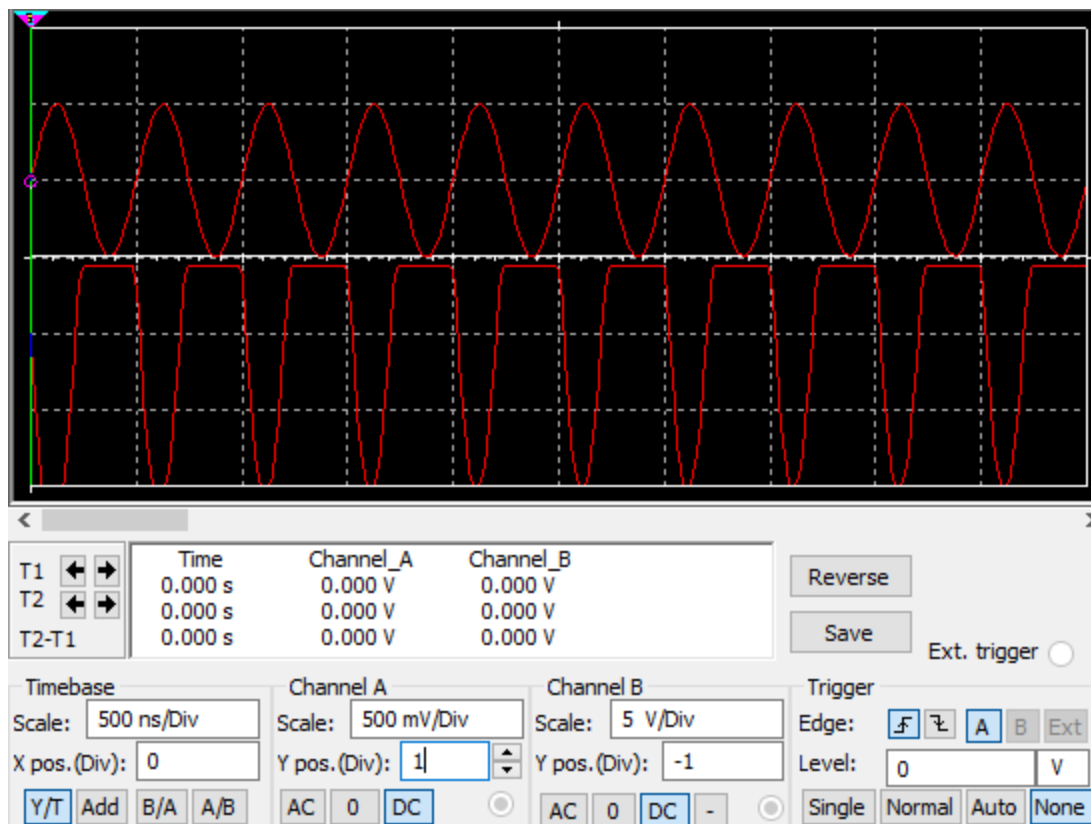 Time Channel_A Channel_B
T1 0.000 s 0.000 V 0.000 V
T2 0.000 s 0.000 V 0.000 V
T2-T1 0.000 s 0.000 V 0.000 V
Reverse
Save
Ext. trigger
Timebase
Scale: 500 ns/Div
X pos.(Div): 0
Y/T Add B/A A/B
Channel A
Scale: 500 mV/Div
Y pos.(Div): 1
AC 0 DC
Channel B
Scale: 5 V/Div
Y pos.(Div): -1
AC 0 DC -
Trigger
Edge: A B Ext
Level: 0 V
Single Normal Auto None